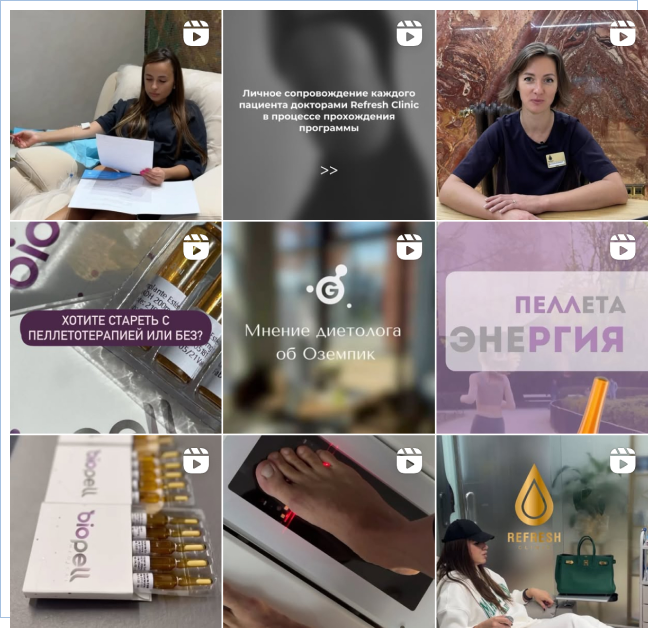 Личное сопровождение каждого
пациента докторами Refresh Clinic
в процессе прохождения
программы
>>
ХОТИТЕ СТАРЕТЬ С
ПЕЛЛЕТОТЕРАПИЕЙ ИЛИ БЕЗ?
G
Мнение диетолога
об Оземпик
ПЕЛЛЕТА
ЭНЕРГИЯ
biopell
biopell
REFRESH